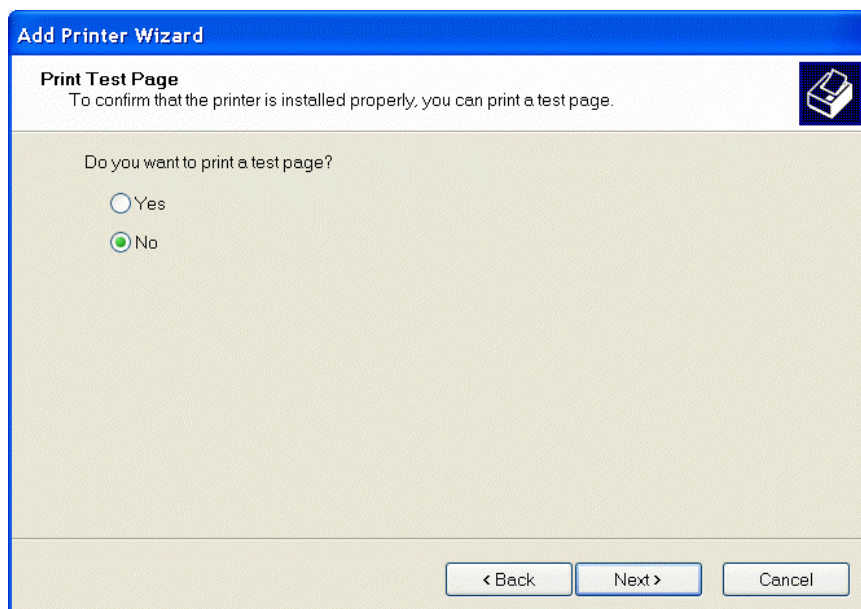 Add Printer Wizard
Print Test Page
To confirm that the printer is installed properly, you can print a test page.
Do you want to print a test page?
Yes
No
< Back
Next >
Cancel